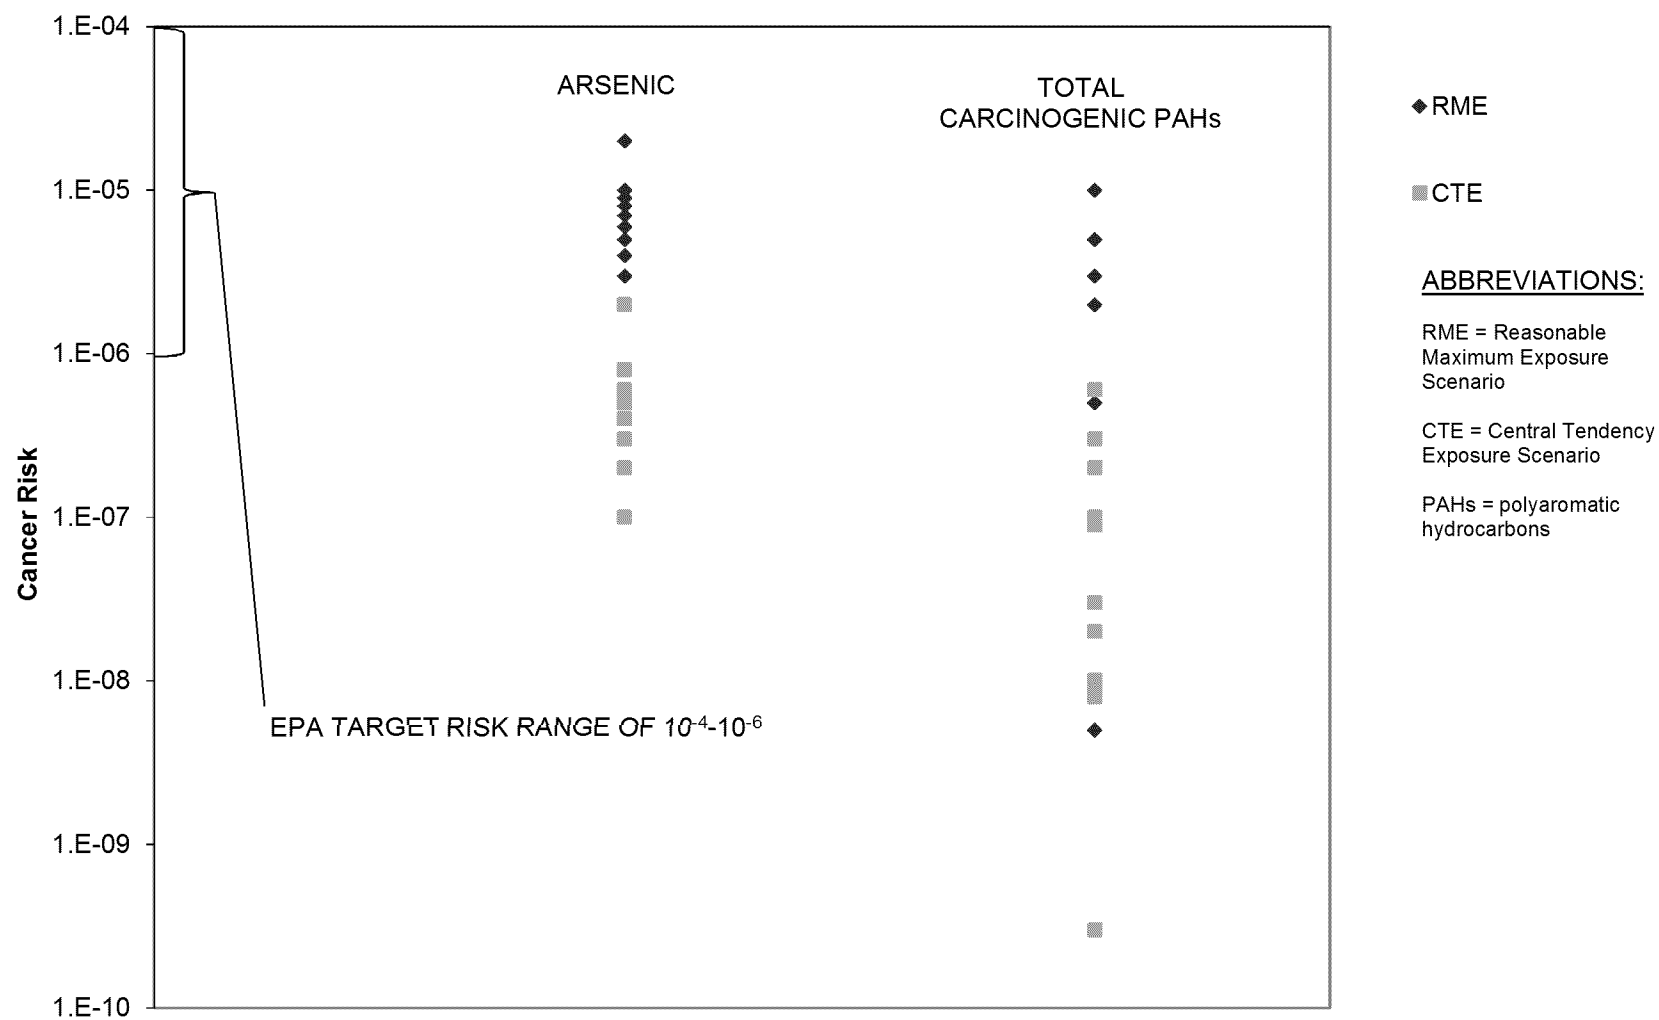 1.E-04
ARSENIC
TOTAL
CARCINOGENIC PAHs
RME
1.E-05
CTE
ABBREVIATIONS:
RME = Reasonable
Maximum Exposure
Scenario
1.E-06
CTE = Central Tendency
Exposure Scenario
PAHs = polyaromatic
hydrocarbons
Cancer Risk
1.E-07
1.E-08
EPA TARGET RISK RANGE OF 10⁻⁴-10⁻⁶
1.E-09
1.E-10